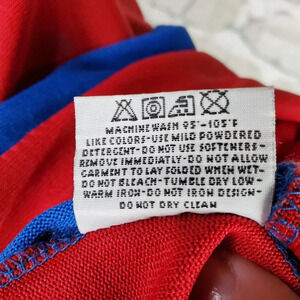 MACHINE WASH 95°-105°F
LIKE COLORS-USE MILD POWDERED
DETERGENT-DO NOT USE SOFTENERS-
REMOVE IMMEDIATELY-DO NOT ALLOW
GARMENT TO LAY FOLDED WHEN WET-
DO NOT BLEACH-TUMBLE DRY LOW-
WARM IRON-DO NOT IRON DESIGN-
DO NOT DRY CLEAN